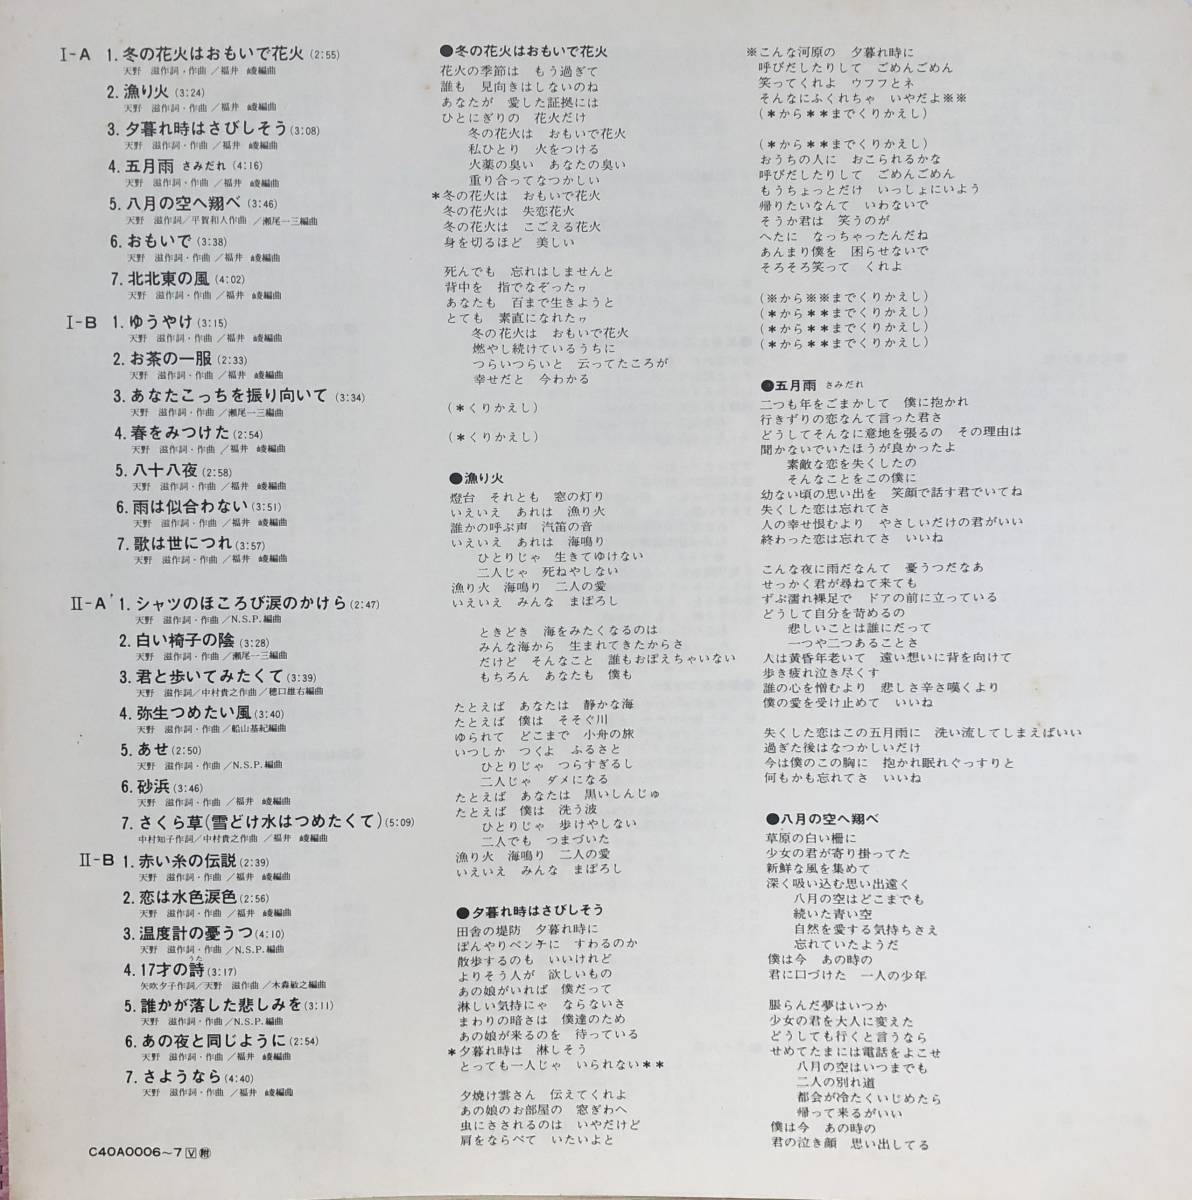 I-A 1. 冬の花火はおもいで花火(2:55)
天野 滋作詞・作曲/福井 崚編曲
2. 漁り火(3:24)
天野 滋作詞・作曲/福井 崚編曲
3. 夕暮れ時はさびしそう(3:08)
天野 滋作詞・作曲/福井 崚編曲
4. 五月雨 さみだれ (4:16)
天野 滋作詞・作曲/福井 崚編曲
5. 八月の空へ翔べ(3:46)
天野 滋作詞/平賀和人作曲/瀬尾一三編曲
6. おもいで(3:38)
天野 滋作詞・作曲/福井 崚編曲
7. 北北東の風(4:02)
天野 滋作詞・作曲/福井 崚編曲
I-B 1. ゆうやけ(3:15)
天野 滋作詞・作曲/福井 崚編曲
2. お茶の一服(2:33)
天野 滋作詞・作曲/福井 崚編曲
3. あなたこっちを振り向いて(3:34)
天野 滋作詞・作曲/瀬尾一三編曲
4. 春をみつけた(2:54)
天野 滋作詞・作曲/福井 崚編曲
5. 八十八夜(2:58)
天野 滋作詞・作曲/福井 崚編曲
6. 雨は似合わない(3:51)
天野 滋作詞・作曲/福井 崚編曲
7. 歌は世につれ(3:57)
天野 滋作詞・作曲/福井 崚編曲
II-A' 1. シャツのほころび涙のかけら(2:47)
天野 滋作詞・作曲/N.S.P.編曲
2. 白い椅子の陰(3:28)
天野 滋作詞・作曲/瀬尾一三編曲
3. 君と歩いてみたくて(3:39)
天野 滋作詞/中村貴之作曲/穂口雄右編曲
4. 弥生つめたい風(3:40)
天野 滋作詞・作曲/船山基紀編曲
5. あせ(2:50)
天野 滋作詞・作曲/N.S.P.編曲
6. 砂浜(3:46)
天野 滋作詞・作曲/福井 崚編曲
7. さくら草(雪どけ水はつめたくて)(5:09)
中村知子作詞/中村貴之作曲/福井 崚編曲
II-B 1. 赤い糸の伝説(2:39)
天野 滋作詞・作曲/福井 崚編曲
2. 恋は水色涙色(2:56)
天野 滋作詞・作曲/福井 崚編曲
3. 温度計の憂うつ(4:10)
天野 滋作詞・作曲/N.S.P.編曲
4. 17才の詩(うた)(3:17)
矢吹夕子作詞/天野 滋作曲/木森敏之編曲
5. 誰かが落した悲しみを(3:11)
天野 滋作詞・作曲/N.S.P.編曲
6. あの夜と同じように(2:54)
天野 滋作詞・作曲/福井 崚編曲
7. さようなら(4:40)
天野 滋作詞・作曲/福井 崚編曲
C40A0006~7 V 附
●冬の花火はおもいで花火
花火の季節は もう過ぎて
誰も 見向きはしないのね
あなたが 愛した証拠には
ひとにぎりの 花火だけ
冬の花火は おもいで花火
私ひとり 火をつける
火薬の臭い あなたの臭い
重り合ってなつかしい
*冬の花火は おもいで花火
冬の花火は 失恋花火
冬の花火は こごえる花火
身を切るほど 美しい
死んでも 忘れはしませんと
背中を 指でなぞったヮ
あなたも 百まで生きようと
とても 素直になれたヮ
冬の花火は おもいで花火
燃やし続けているうちに
つらいつらいと 云ってたころが
幸せだと 今わかる
(*くりかえし)
(*くりかえし)
●漁り火
燈台 それとも 窓の灯り
いえいえ あれは 漁り火
誰かの呼ぶ声 汽笛の音
いえいえ あれは 海鳴り
ひとりじゃ 生きてゆけない
二人じゃ 死ねやしない
漁り火 海鳴り 二人の愛
いえいえ みんな まぼろし
ときどき 海をみたくなるのは
みんな海から 生まれてきたからさ
だけど そんなこと 誰もおぼえちゃいない
もちろん あなたも 僕も
たとえば あなたは 静かな海
たとえば 僕は そそぐ川
ゆられて どこまで 小舟の旅
いつしか つくよ ふるさと
ひとりじゃ つらすぎるし
二人じゃ ダメになる
たとえば あなたは 黒いしんじゅ
たとえば 僕は 洗う波
ひとりじゃ 歩けやしない
二人でも つまづいた
漁り火 海鳴り 二人の愛
いえいえ みんな まぼろし
●夕暮れ時はさびしそう
田舎の堤防 夕暮れ時に
ぼんやりベンチに すわるのか
散歩するのも いいけれど
よりそう人が 欲しいもの
あの娘がいれば 僕だって
淋しい気持にゃ ならないさ
まわりの暗さは 僕達のため
あの娘が来るのを 待っている
*夕暮れ時は 淋しそう
とっても一人じゃ いられない**
夕焼け雲さん 伝えてくれよ
あの娘のお部屋の 窓ぎわへ
虫にさされるのは いやだけど
肩をならべて いたいよと
※こんな河原の 夕暮れ時に
呼びだしたりして ごめんごめん
笑ってくれよ ウフフとネ
そんなにふくれちゃ いやだよ※※
(*から**までくりかえし)
(*から**までくりかえし)
おうちの人に おこられるかな
呼びだしたりして ごめんごめん
もうちょっとだけ いっしょにいよう
帰りたいなんて いわないで
そうか君は 笑うのが
へたに なっちゃったんだね
あんまり僕を 困らせないで
そろそろ笑って くれよ
(※から※※までくりかえし)
(*から**までくりかえし)
(*から**までくりかえし)
(*から**までくりかえし)
●五月雨 さみだれ
二つも年をごまかして 僕に抱かれ
行きずりの恋なんて言った君さ
どうしてそんなに意地を張るの その理由は
聞かないでいたほうが良かったよ
素敵な恋を失くしたの
そんなことをこの僕に
幼ない頃の思い出を 笑顔で話す君でいてね
失くした恋は忘れてさ
人の幸せ恨むより やさしいだけの君がいい
終わった恋は忘れてさ いいね
こんな夜に雨だなんて 憂うつだなあ
せっかく君が尋ねて来ても
ずぶ濡れ裸足で ドアの前に立っている
どうして自分を苛めるの
悲しいことは誰にだって
一つや二つあることさ
人は黄昏年老いて 遠い想いに背を向けて
歩き疲れ泣き尽くす
誰の心を憎むより 悲しさ辛さ嘆くより
僕の愛を受け止めて いいね
失くした恋はこの五月雨に 洗い流してしまえばいい
過ぎた後はなつかしいだけ
今は僕のこの胸に 抱かれ眠れぐっすりと
何もかも忘れてさ いいね
●八月の空へ翔べ
草原の白い柵に
少女の君が寄り掛ってた
新鮮な風を集めて
深く吸い込む思い出遠く
八月の空はどこまでも
続いた青い空
自然を愛する気持ちさえ
忘れていたようだ
僕は今 あの時の
君に口づけた 一人の少年
脹らんだ夢はいつか
少女の君を大人に変えた
どうしても行くと言うなら
せめてたまには電話をよこせ
八月の空はいつまでも
二人の別れ道
都会が冷たくいじめたら
帰って来るがいい
僕は今 あの時の
君の泣き顔 思い出してる